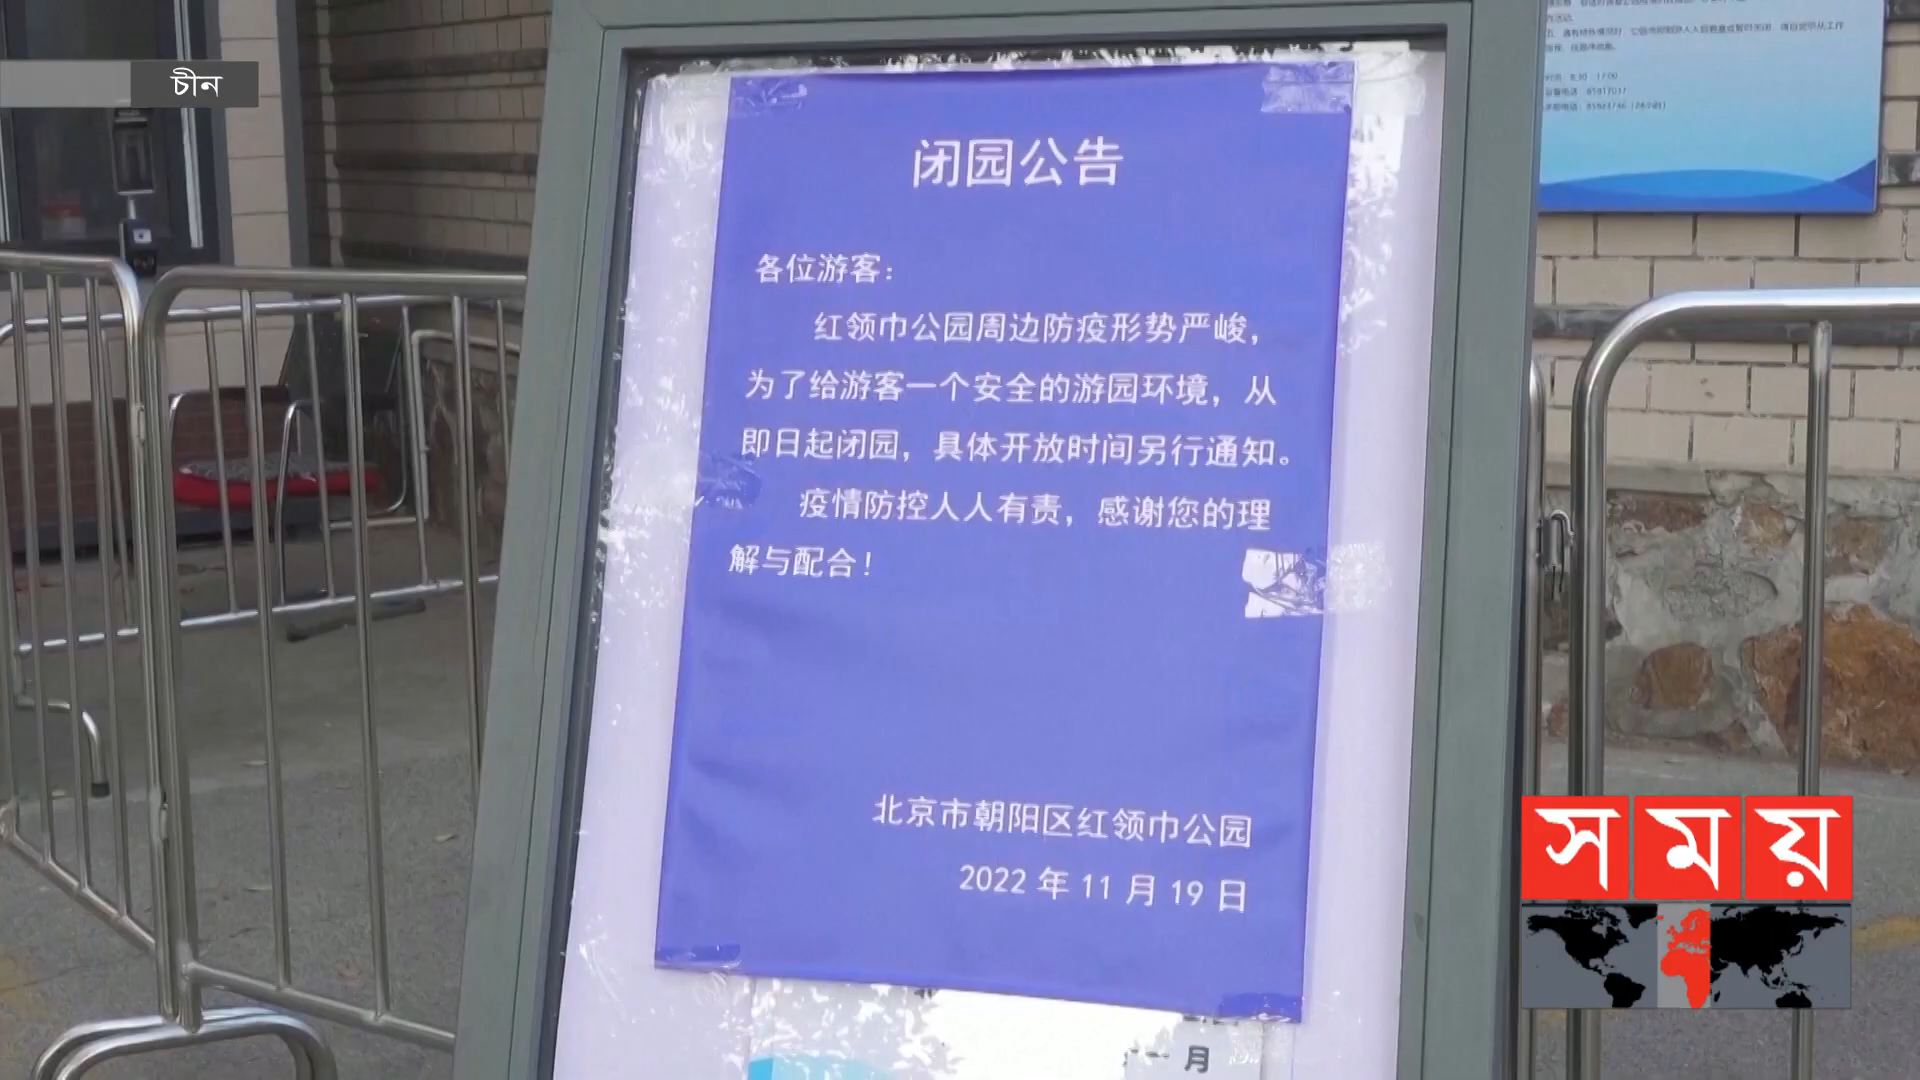 চীন
闭园公告
各位游客：
红领巾公园周边防疫形势严峻，
为了给游客一个安全的游园环境，从
即日起闭园，具体开放时间另行通知。
疫情防控人人有责，感谢您的理
解与配合！
北京市朝阳区红领巾公园
2022年11月19日
一月
সময়